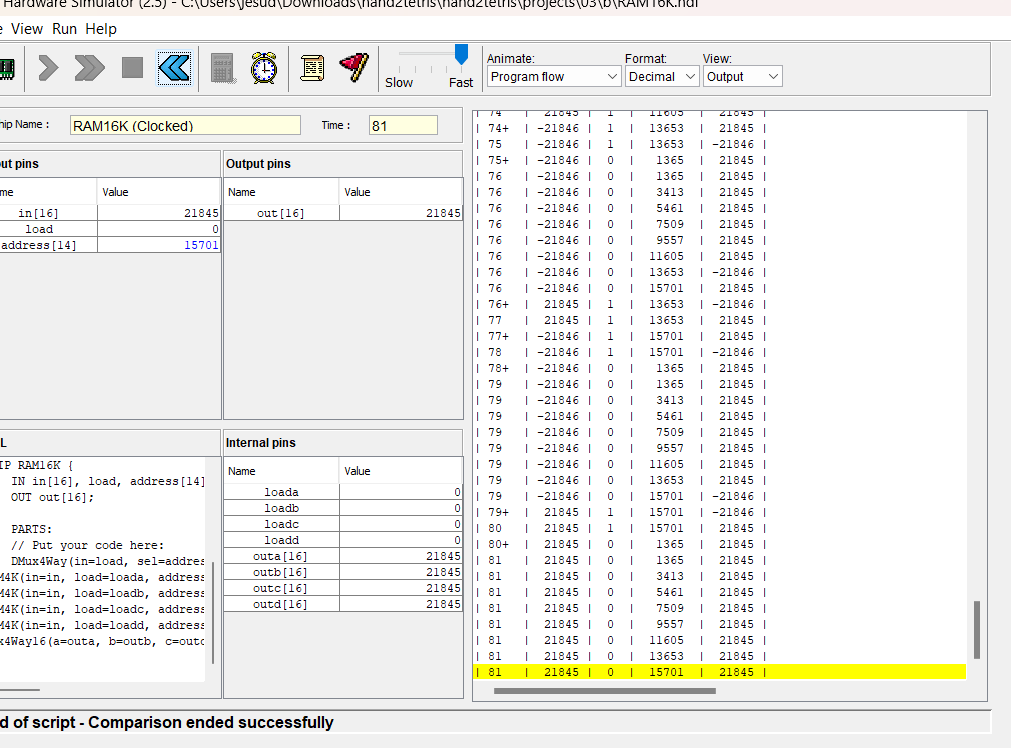 Hardware Simulator (2.5) - C:\Users\jesud\Downloads\nand2tetris\nand2tetris\projects\03\b\RAM16K.hdl
View Run Help
Animate: Format: View:
Slow Fast Program flow Decimal Output
hip Name : RAM16K (Clocked) Time : 81
ut pins Output pins
me Value Name Value
in[16] 21845 out[16] 21845
load 0
address[14] 15701
L Internal pins
IP RAM16K { Name Value
IN in[16], load, address[14] loada 0
OUT out[16]; loadb 0
loadc 0
PARTS: loadd 0
// Put your code here: outa[16] 21845
DMux4Way(in=load, sel=addres outb[16] 21845
M4K(in=in, load=loada, address outc[16] 21845
M4K(in=in, load=loadb, address outd[16] 21845
M4K(in=in, load=loadc, address
M4K(in=in, load=loadd, address
x4Way16(a=outa, b=outb, c=outc
| 74 | 21845 | 1 | 11605 | 21845 |
| 74+ | -21846 | 1 | 13653 | 21845 |
| 75 | -21846 | 1 | 13653 | -21846 |
| 75+ | -21846 | 0 | 1365 | 21845 |
| 76 | -21846 | 0 | 1365 | 21845 |
| 76 | -21846 | 0 | 3413 | 21845 |
| 76 | -21846 | 0 | 5461 | 21845 |
| 76 | -21846 | 0 | 7509 | 21845 |
| 76 | -21846 | 0 | 9557 | 21845 |
| 76 | -21846 | 0 | 11605 | 21845 |
| 76 | -21846 | 0 | 13653 | -21846 |
| 76 | -21846 | 0 | 15701 | 21845 |
| 76+ | 21845 | 1 | 13653 | -21846 |
| 77 | 21845 | 1 | 13653 | 21845 |
| 77+ | -21846 | 1 | 15701 | 21845 |
| 78 | -21846 | 1 | 15701 | -21846 |
| 78+ | -21846 | 0 | 1365 | 21845 |
| 79 | -21846 | 0 | 1365 | 21845 |
| 79 | -21846 | 0 | 3413 | 21845 |
| 79 | -21846 | 0 | 5461 | 21845 |
| 79 | -21846 | 0 | 7509 | 21845 |
| 79 | -21846 | 0 | 9557 | 21845 |
| 79 | -21846 | 0 | 11605 | 21845 |
| 79 | -21846 | 0 | 13653 | 21845 |
| 79 | -21846 | 0 | 15701 | -21846 |
| 79+ | 21845 | 1 | 15701 | -21846 |
| 80 | 21845 | 1 | 15701 | 21845 |
| 80+ | 21845 | 0 | 1365 | 21845 |
| 81 | 21845 | 0 | 1365 | 21845 |
| 81 | 21845 | 0 | 3413 | 21845 |
| 81 | 21845 | 0 | 5461 | 21845 |
| 81 | 21845 | 0 | 7509 | 21845 |
| 81 | 21845 | 0 | 9557 | 21845 |
| 81 | 21845 | 0 | 11605 | 21845 |
| 81 | 21845 | 0 | 13653 | 21845 |
| 81 | 21845 | 0 | 15701 | 21845 |
d of script - Comparison ended successfully